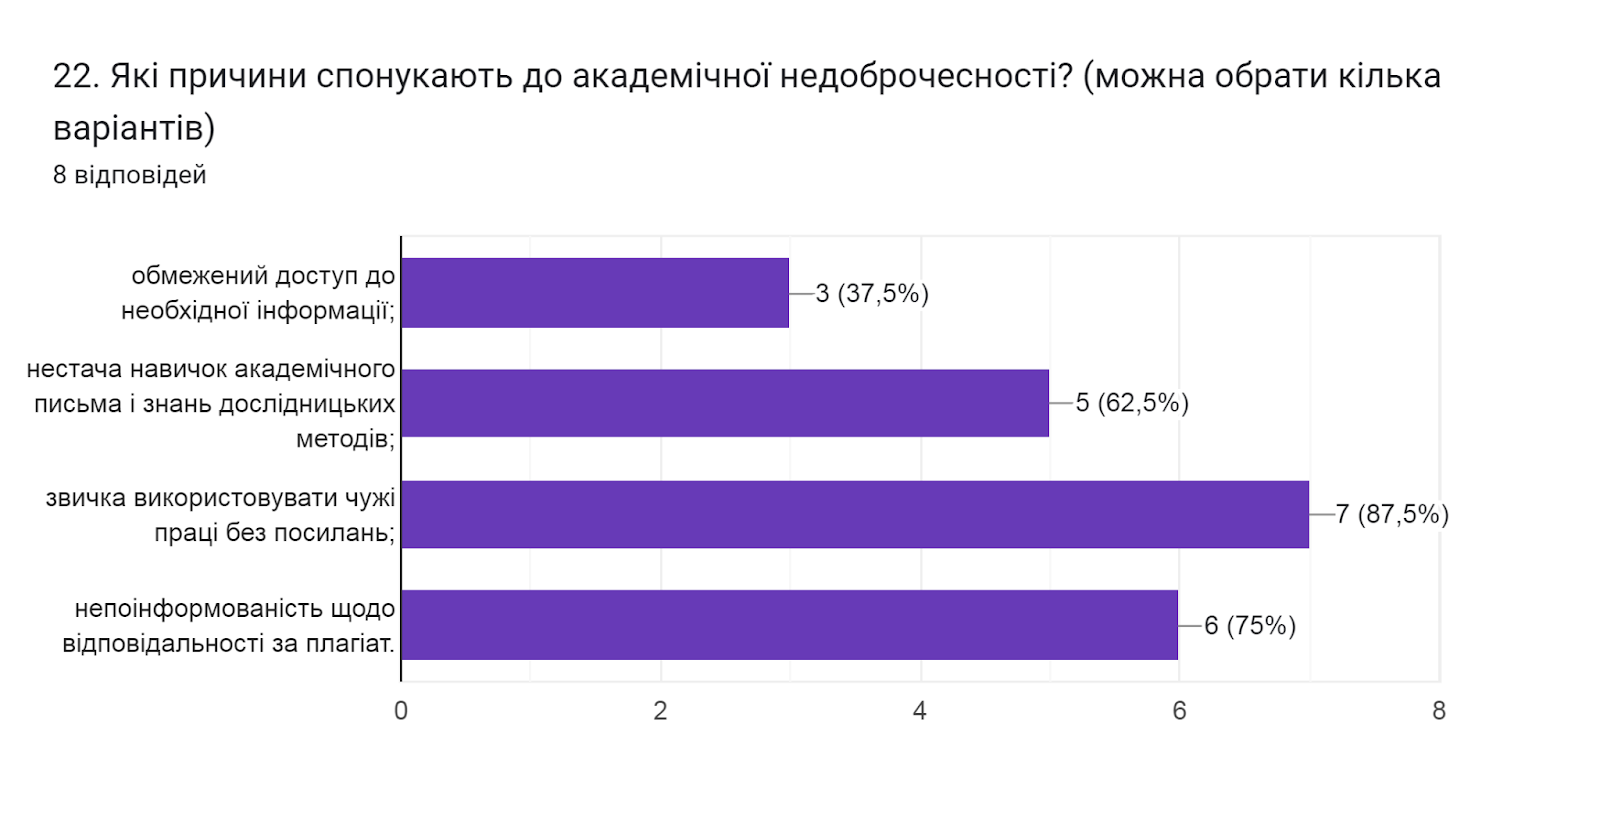 22. Які причини спонукають до академічної недоброчесності? (можна обрати кілька
варіантів)
8 відповідей
обмежений доступ до
необхідної інформації;
3 (37,5%)
нестача навичок академічного
письма і знань дослідницьких
методів;
5 (62,5%)
звичка використовувати чужі
праці без посилань;
7 (87,5%)
непоінформованість щодо
відповідальності за плагіат.
6 (75%)
0 2 4 6 8